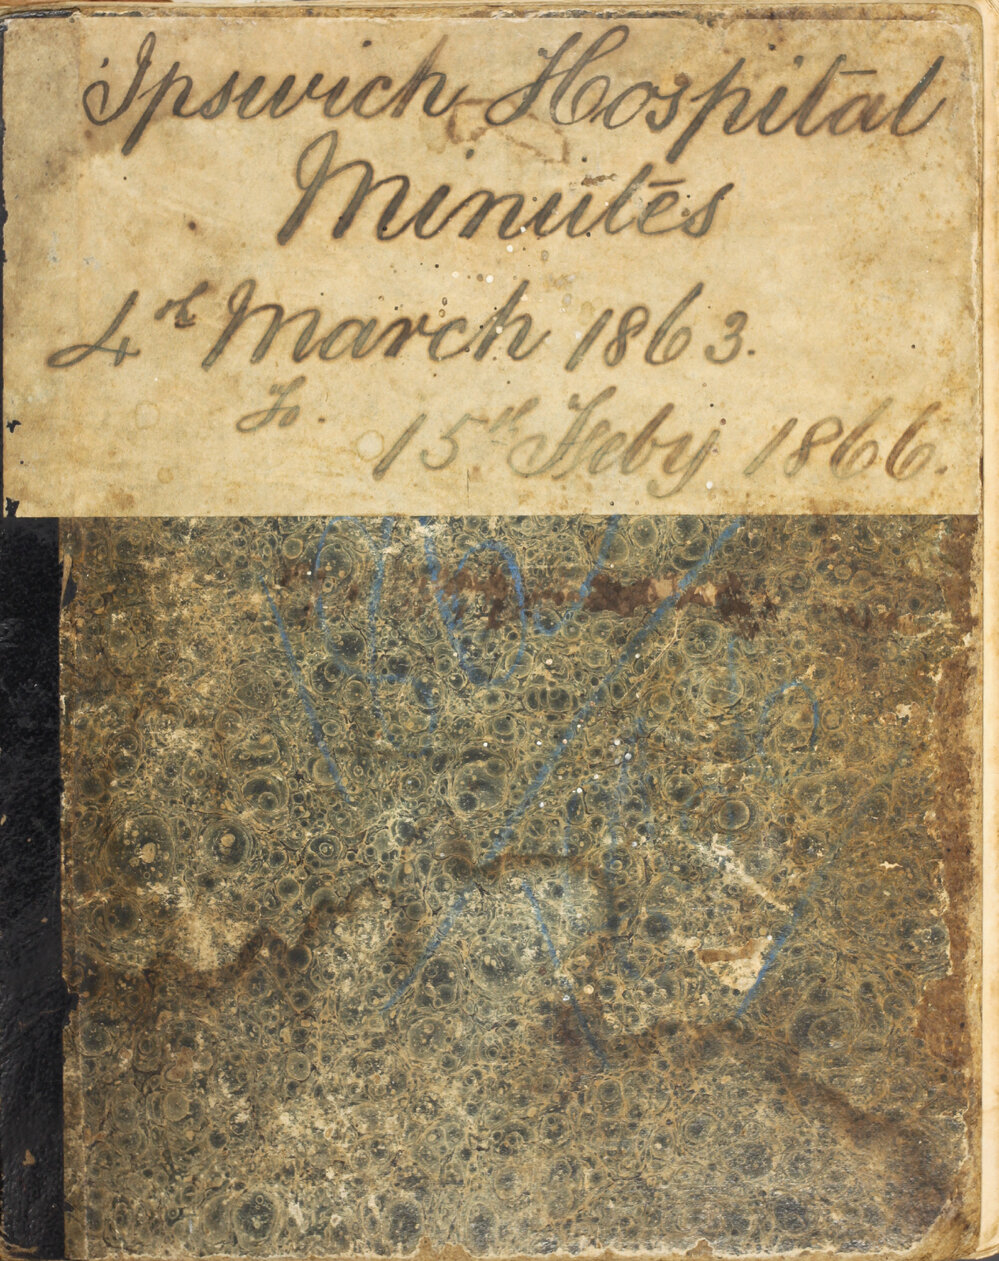 Ipswich Hospital
Minutes
4th March 1863.
To.
15th Feby 1866.